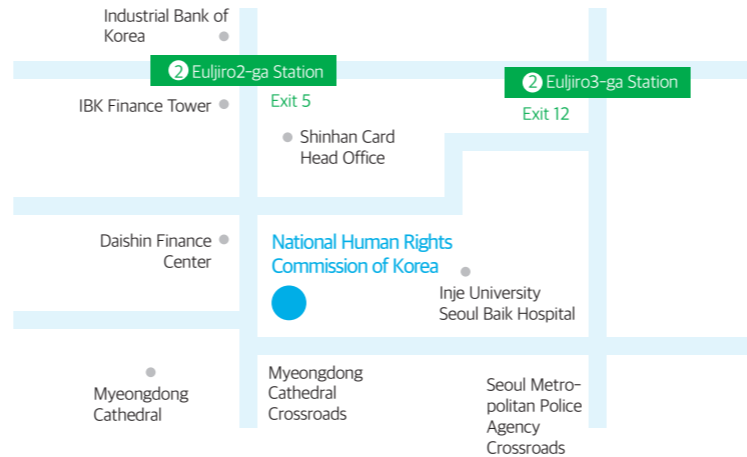 Industrial Bank of
Korea
2 Euljiro2-ga Station
2 Euljiro3-ga Station
IBK Finance Tower
Exit 5
Exit 12
Shinhan Card
Head Office
Daishin Finance
Center
National Human Rights
Commission of Korea
Inje University
Seoul Baik Hospital
Myeongdong
Cathedral
Myeongdong
Cathedral
Crossroads
Seoul Metro-
politan Police
Agency
Crossroads